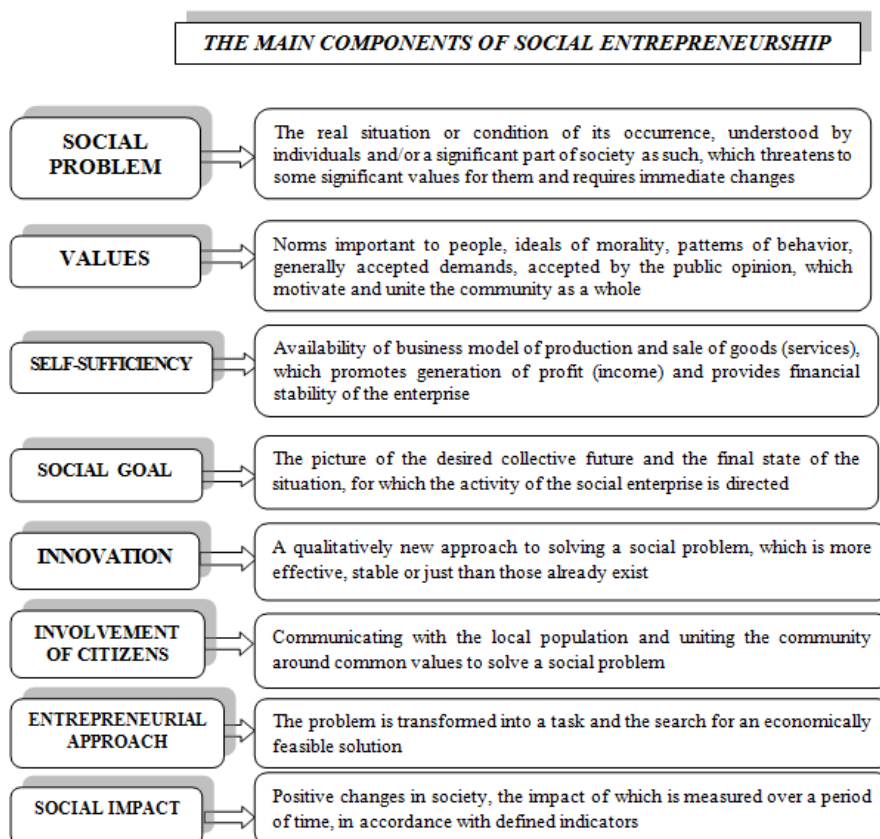 THE MAIN COMPONENTS OF SOCIAL ENTREPRENEURSHIP
SOCIAL
PROBLEM
The real situation or condition of its occurrence, understood by
individuals and/or a significant part of society as such, which threatens to
some significant values for them and requires immediate changes
VALUES
Norms important to people, ideals of morality, patterns of behavior,
generally accepted demands, accepted by the public opinion, which
motivate and unite the community as a whole
SELF-SUFFICIENCY
Availability of business model of production and sale of goods (services),
which promotes generation of profit (income) and provides financial
stability of the enterprise
SOCIAL GOAL
The picture of the desired collective future and the final state of the
situation, for which the activity of the social enterprise is directed
INNOVATION
A qualitatively new approach to solving a social problem, which is more
effective, stable or just than those already exist
INVOLVEMENT
OF CITIZENS
Communicating with the local population and uniting the community
around common values to solve a social problem
ENTREPRENEURIAL
APPROACH
The problem is transformed into a task and the search for an economically
feasible solution
SOCIAL IMPACT
Positive changes in society, the impact of which is measured over a period
of time, in accordance with defined indicators